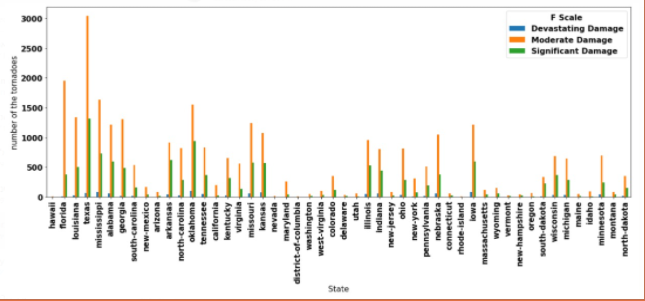 F Scale
Devastating Damage
Moderate Damage
Significant Damage
number of the tornadoes
3000
2500
2000
1500
1000
500
0
hawaii
florida
louisiana
texas
mississippi
alabama
georgia
south-carolina
new-mexico
arizona
arkansas
north-carolina
oklahoma
tennessee
california
kentucky
virginia
missouri
kansas
nevada
maryland
district-of-columbia
washington
west-virginia
colorado
delaware
utah
illinois
indiana
new-jersey
ohio
new-york
pennsylvania
nebraska
connecticut
rhode-island
iowa
massachusetts
wyoming
vermont
new-hampshire
oregon
south-dakota
wisconsin
michigan
maine
idaho
minnesota
montana
north-dakota
State